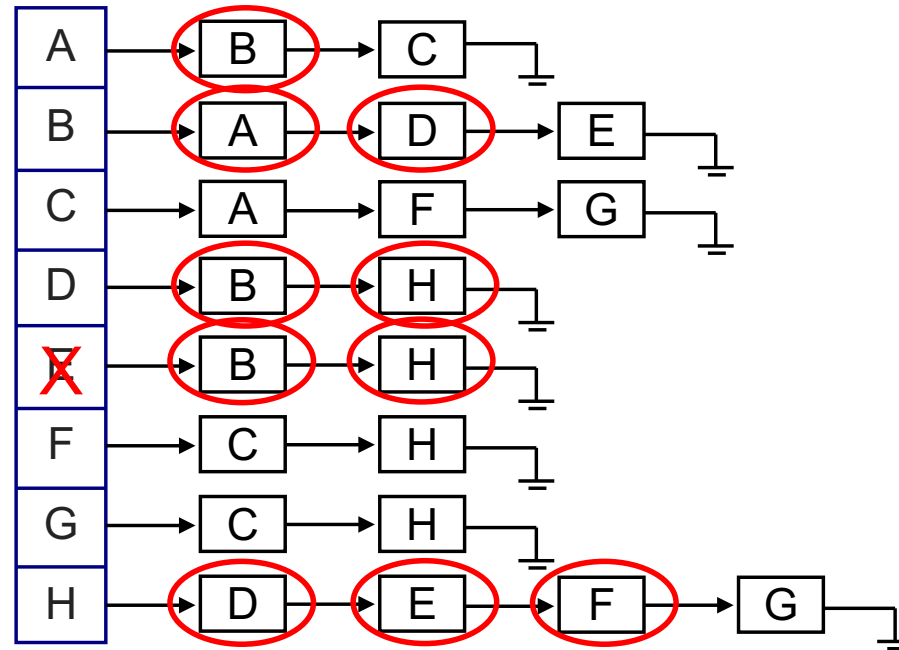 A B C
B A D E
C A F G
D B H
E B H
F C H
G C H
H D E F G